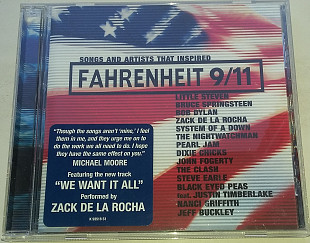 SONGS AND ARTISTS THAT INSPIRED
FAHRENHEIT 9/11
LITTLE STEVEN
BRUCE SPRINGSTEEN
BOB DYLAN
ZACK DE LA ROCHA
SYSTEM OF A DOWN
THE NIGHTWATCHMAN
PEARL JAM
DIXIE CHICKS
JOHN FOGERTY
THE CLASH
STEVE EARLE
BLACK EYED PEAS
feat. JUSTIN TIMBERLAKE
NANCI GRIFFITH
JEFF BUCKLEY
"Though the songs aren't 'mine,' I feel
them in me, and they urge me on to
do the work we all need to do. I hope
they have the same effect on you."
MICHAEL MOORE
Featuring the new track
"WE WANT IT ALL"
Performed by
ZACK DE LA ROCHA